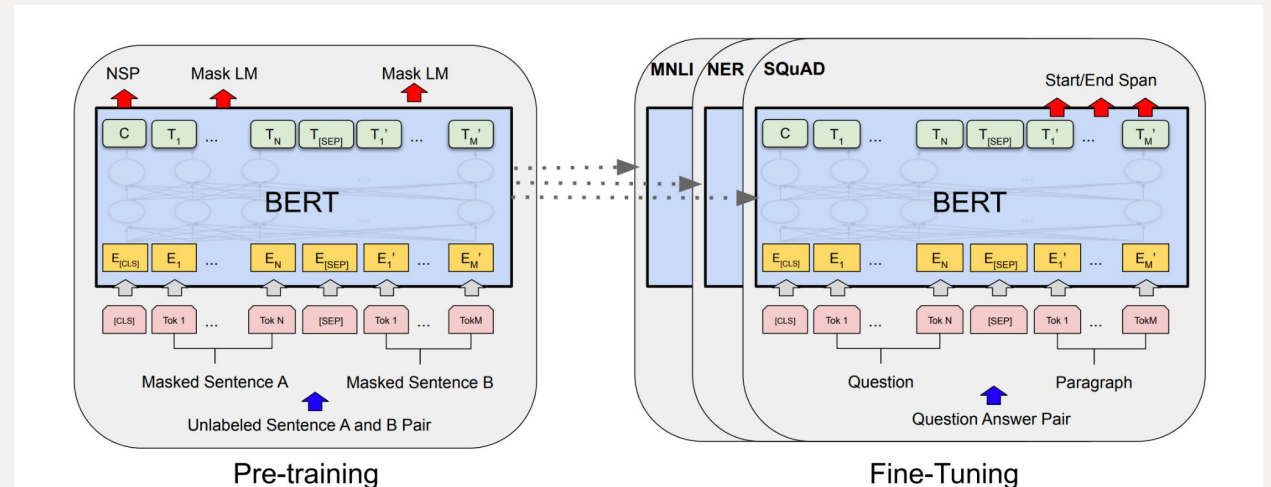 NSP Mask LM Mask LM
C T1 ... TN T[SEP] T1' ... TM'
...
BERT
...
E[CLS] E1 ... EN E[SEP] E1' ... EM'
[CLS] Tok 1 ... Tok N [SEP] Tok 1 ... TokM
Masked Sentence A Masked Sentence B
Unlabeled Sentence A and B Pair
Pre-training
MNLI NER SQuAD
Start/End Span
C T1 ... TN T[SEP] T1' ... TM'
...
BERT
...
E[CLS] E1 ... EN E[SEP] E1' ... EM'
[CLS] Tok 1 ... Tok N [SEP] Tok 1 ... TokM
Question Paragraph
Question Answer Pair
Fine-Tuning